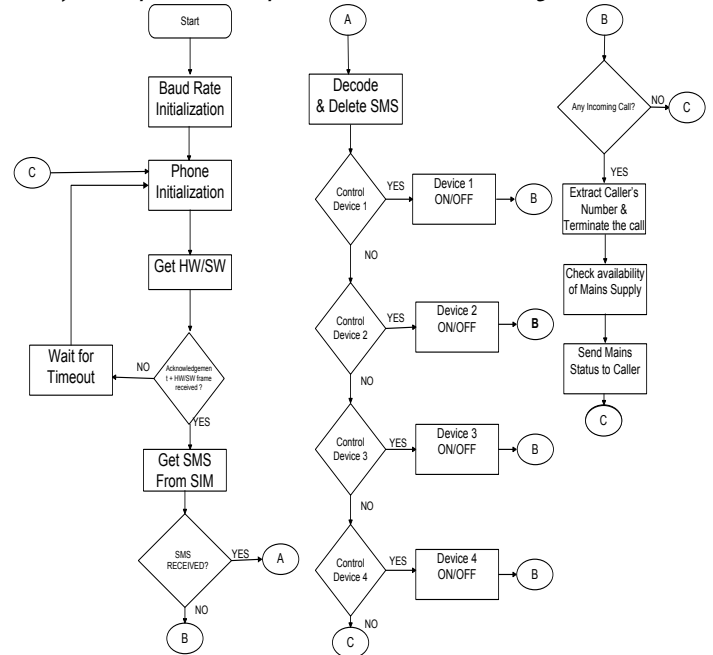 Start
Baud Rate
Initialization
C
Phone
Initialization
Get HW/SW
Wait for
Timeout
NO
Acknowledgemen
t + HW/SW frame
received ?
YES
Get SMS
From SIM
SMS
RECEIVED?
YES
A
NO
B
A
Decode
& Delete SMS
Control
Device 1
YES
Device 1
ON/OFF
B
NO
Control
Device 2
YES
Device 2
ON/OFF
B
NO
Control
Device 3
YES
Device 3
ON/OFF
B
NO
Control
Device 4
YES
Device 4
ON/OFF
B
NO
C
B
Any Incoming Call?
NO
C
YES
Extract Caller's
Number &
Terminate the call
Check availability
of Mains Supply
Send Mains
Status to Caller
C